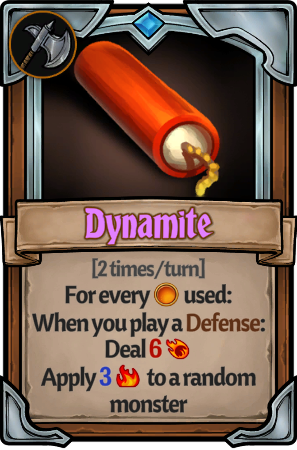 Dynamite
[2 times/turn]
For every used:
When you play a Defense:
Deal 6
Apply 3 to a random
monster